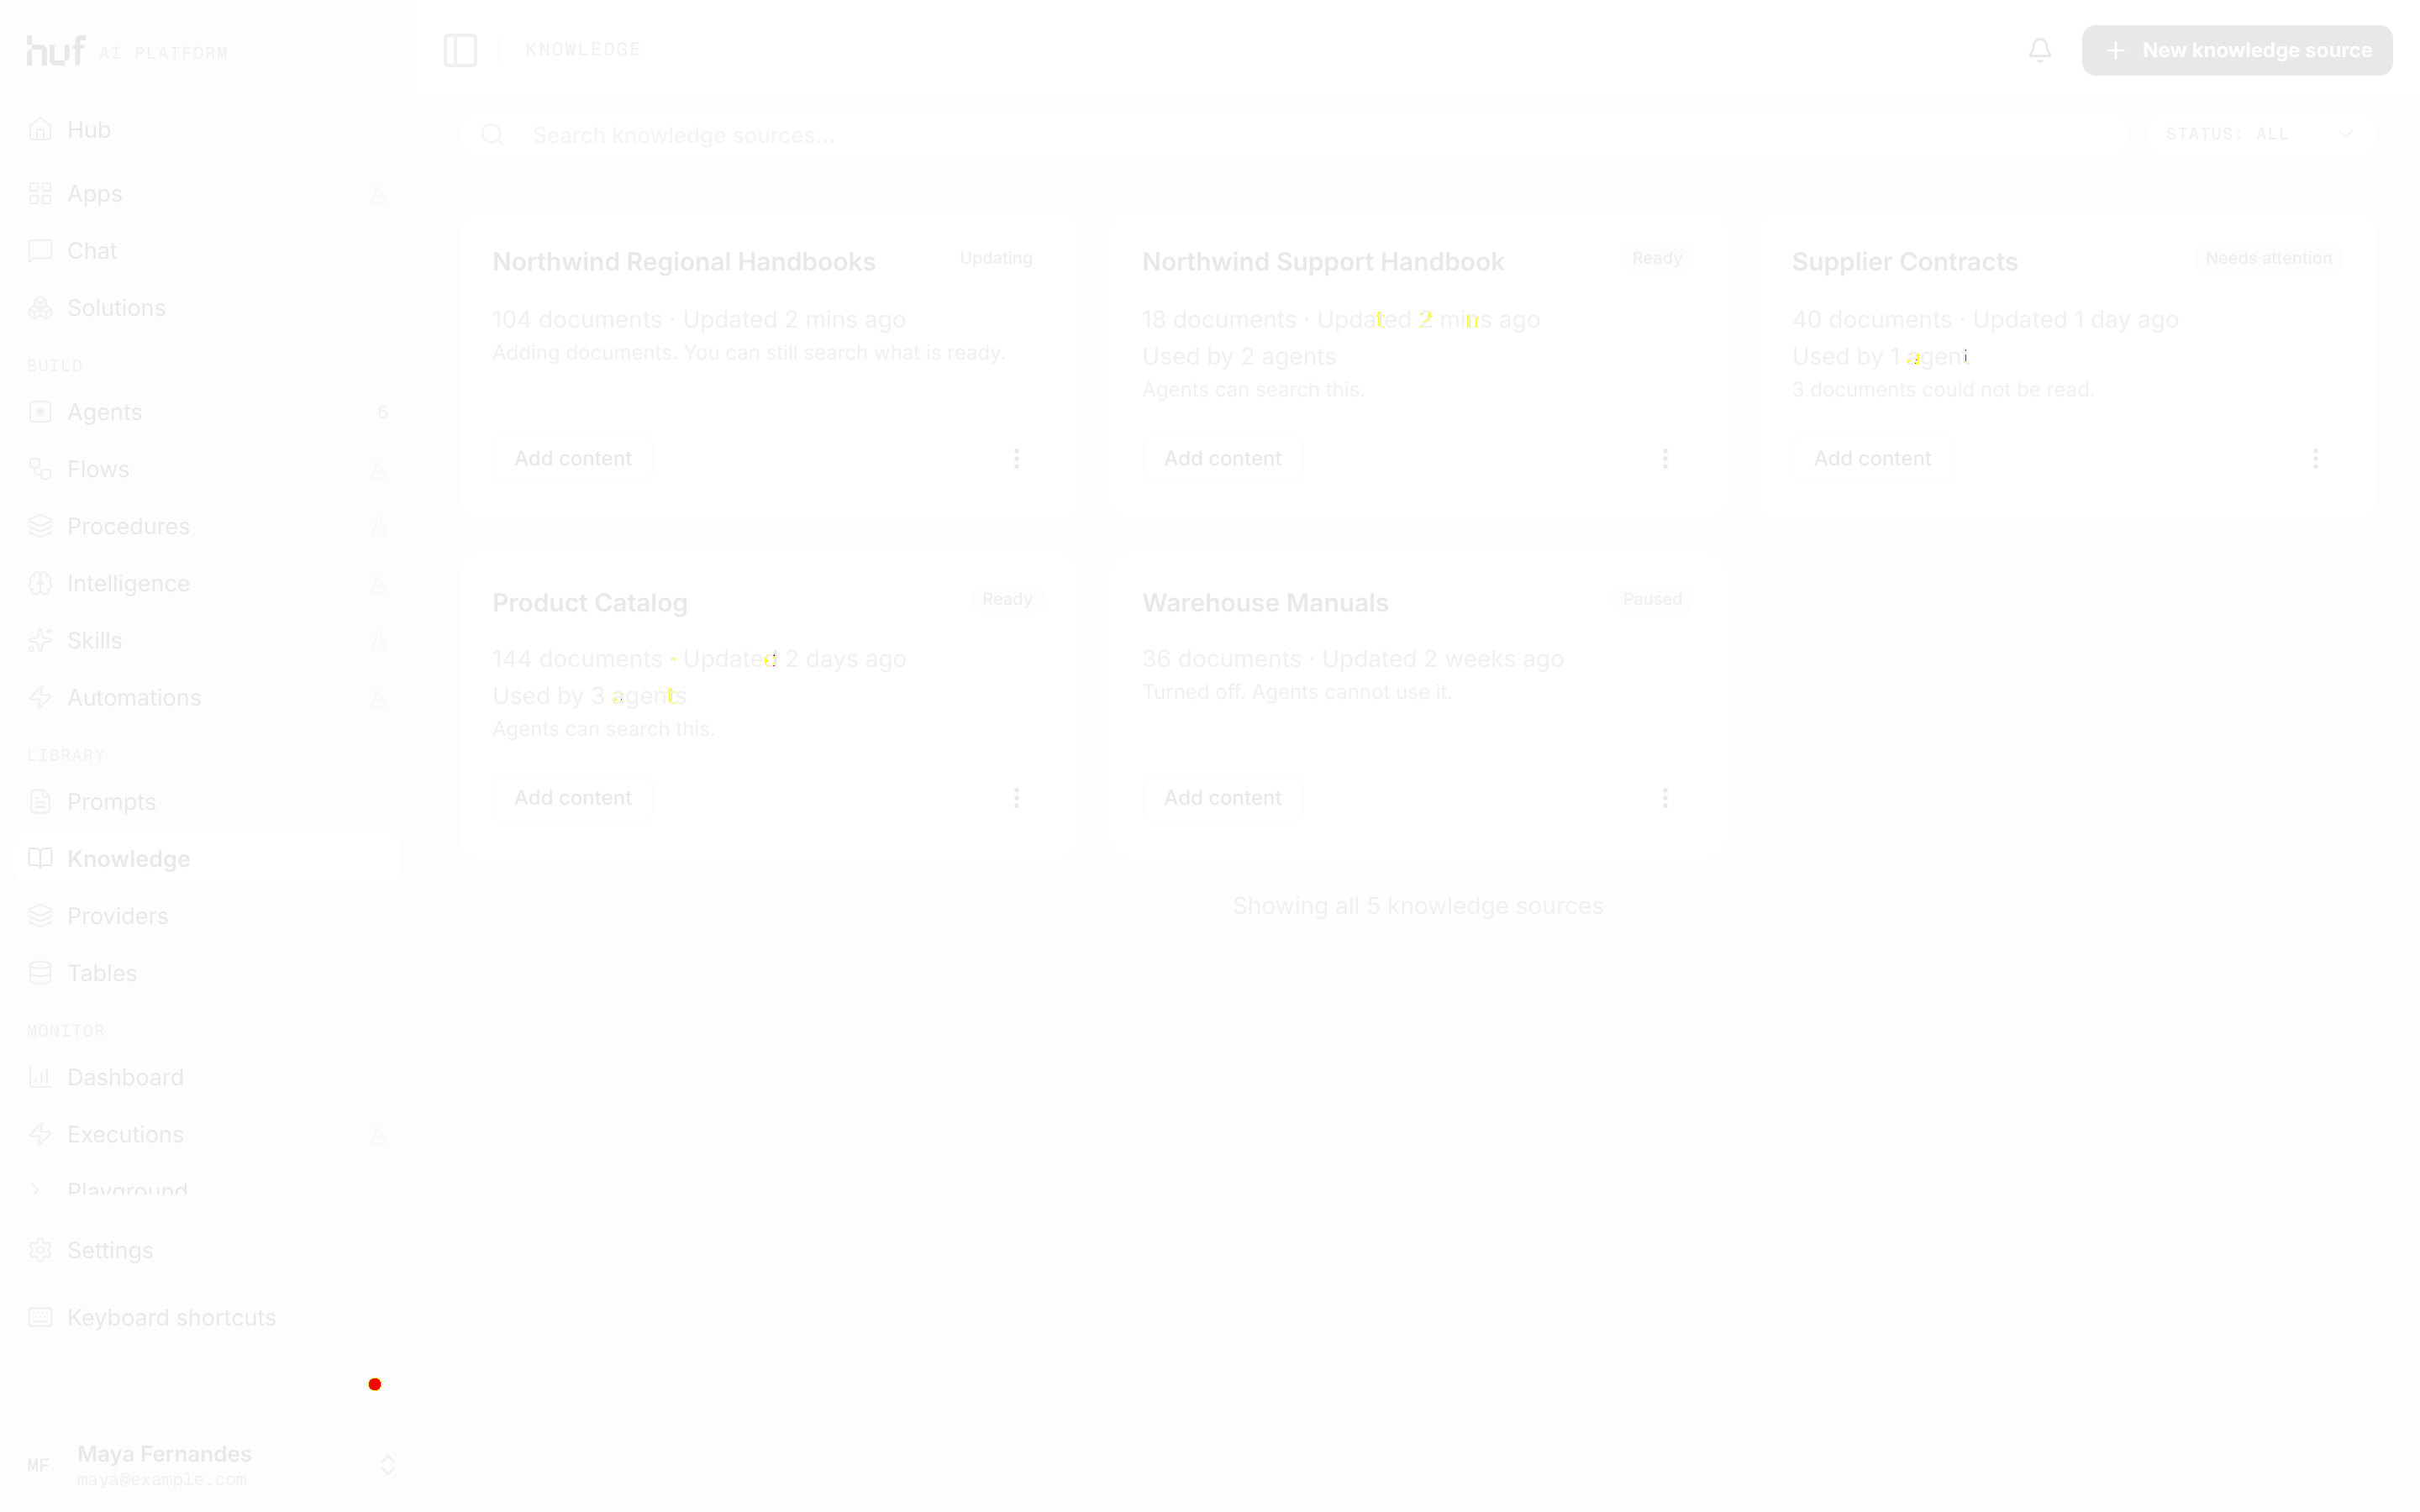 huf AI PLATFORM
KNOWLEDGE
New knowledge source
Hub
Search knowledge sources...
STATUS: ALL
Apps
Chat
Solutions
BUILD
Agents 6
Flows
Procedures
Intelligence
Skills
Automations
LIBRARY
Prompts
Knowledge
Providers
Tables
MONITOR
Dashboard
Executions
Playground
Settings
Keyboard shortcuts
MF
Maya Fernandes
maya@example.com
Northwind Regional Handbooks
Updating
104 documents · Updated 2 mins ago
Adding documents. You can still search what is ready.
Add content
Northwind Support Handbook
Ready
18 documents · Updated 2 mins ago
Used by 2 agents
Agents can search this.
Add content
Supplier Contracts
Needs attention
40 documents · Updated 1 day ago
Used by 1 agent
3 documents could not be read.
Add content
Product Catalog
Ready
144 documents · Updated 2 days ago
Used by 3 agents
Agents can search this.
Add content
Warehouse Manuals
Paused
36 documents · Updated 2 weeks ago
Turned off. Agents cannot use it.
Add content
Showing all 5 knowledge sources